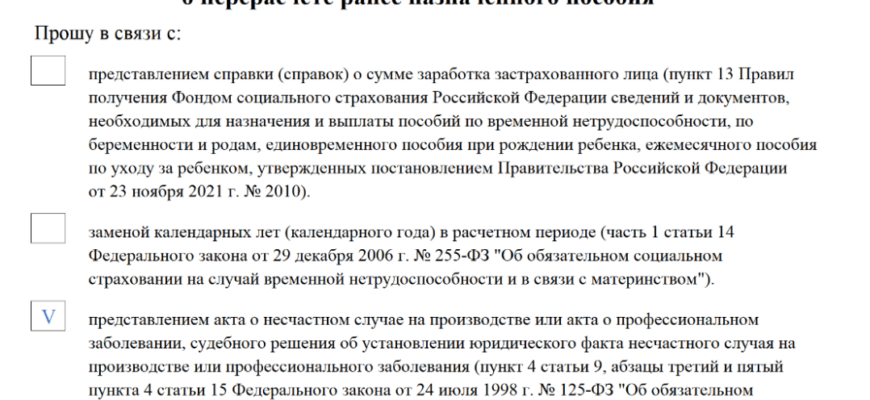 о перерасчете ранее назначенного пособия
Прошу в связи с:
представлением справки (справок) о сумме заработка застрахованного лица (пункт 13 Правил
получения Фондом социального страхования Российской Федерации сведений и документов,
необходимых для назначения и выплаты пособий по временной нетрудоспособности, по
беременности и родам, единовременного пособия при рождении ребенка, ежемесячного пособия
по уходу за ребенком, утвержденных постановлением Правительства Российской Федерации
от 23 ноября 2021 г. № 2010).
заменой календарных лет (календарного года) в расчетном периоде (часть 1 статьи 14
Федерального закона от 29 декабря 2006 г. № 255-ФЗ "Об обязательном социальном
страховании на случай временной нетрудоспособности и в связи с материнством").
V представлением акта о несчастном случае на производстве или акта о профессиональном
заболевании, судебного решения об установлении юридического факта несчастного случая на
производстве или профессионального заболевания (пункт 4 статьи 9, абзацы третий и пятый
пункта 4 статьи 15 Федерального закона от 24 июля 1998 г. № 125-ФЗ "Об обязательном